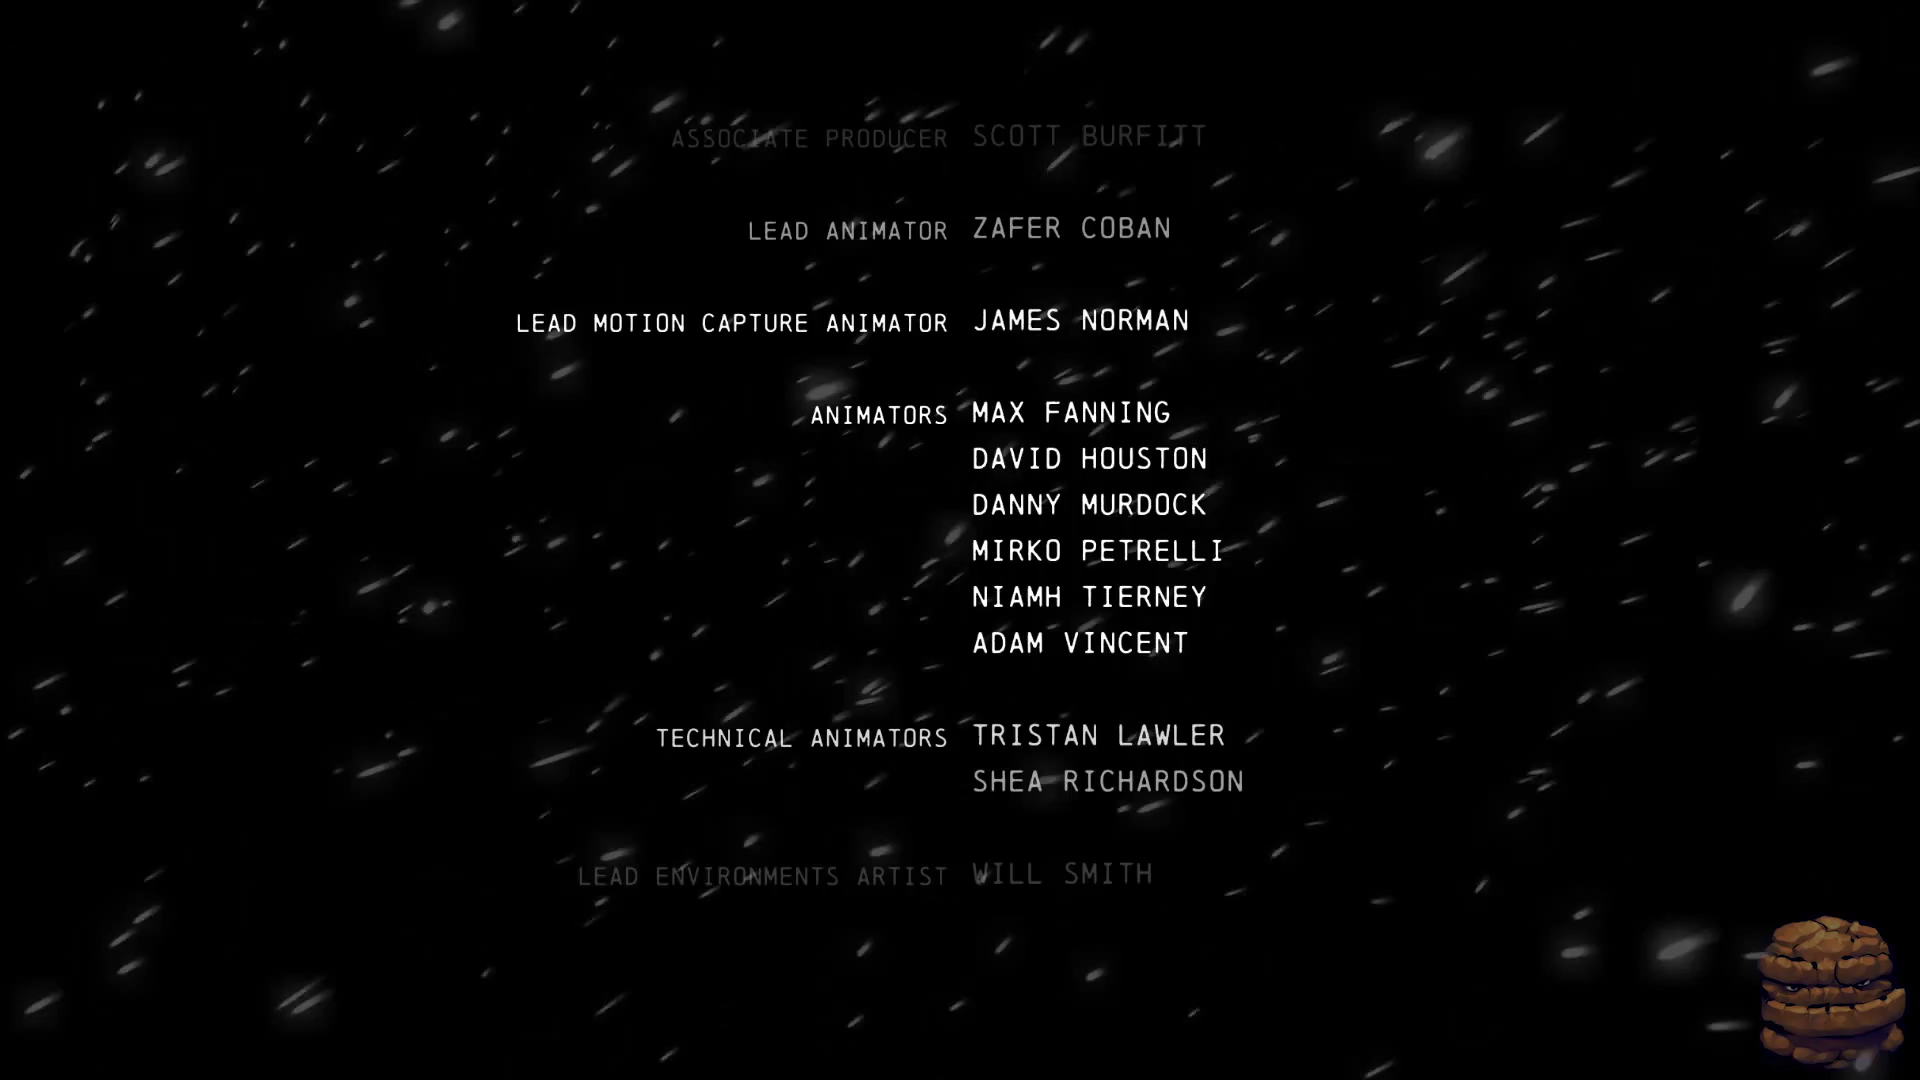 ASSOCIATE PRODUCER SCOTT BURFITT
LEAD ANIMATOR ZAFER COBAN
LEAD MOTION CAPTURE ANIMATOR JAMES NORMAN
ANIMATORS MAX FANNING
DAVID HOUSTON
DANNY MURDOCK
MIRKO PETRELLI
NIAMH TIERNEY
ADAM VINCENT
TECHNICAL ANIMATORS TRISTAN LAWLER
SHEA RICHARDSON
LEAD ENVIRONMENTS ARTIST WILL SMITH